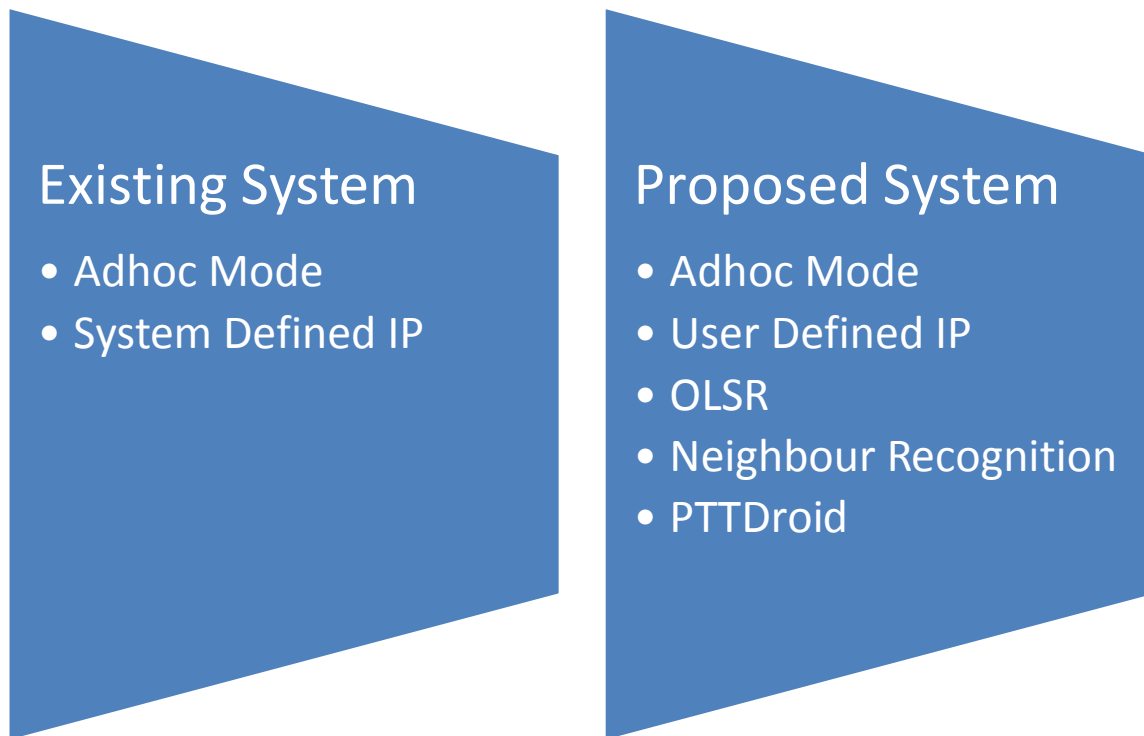 Existing System
• Adhoc Mode
• System Defined IP
Proposed System
• Adhoc Mode
• User Defined IP
• OLSR
• Neighbour Recognition
• PTTDroid